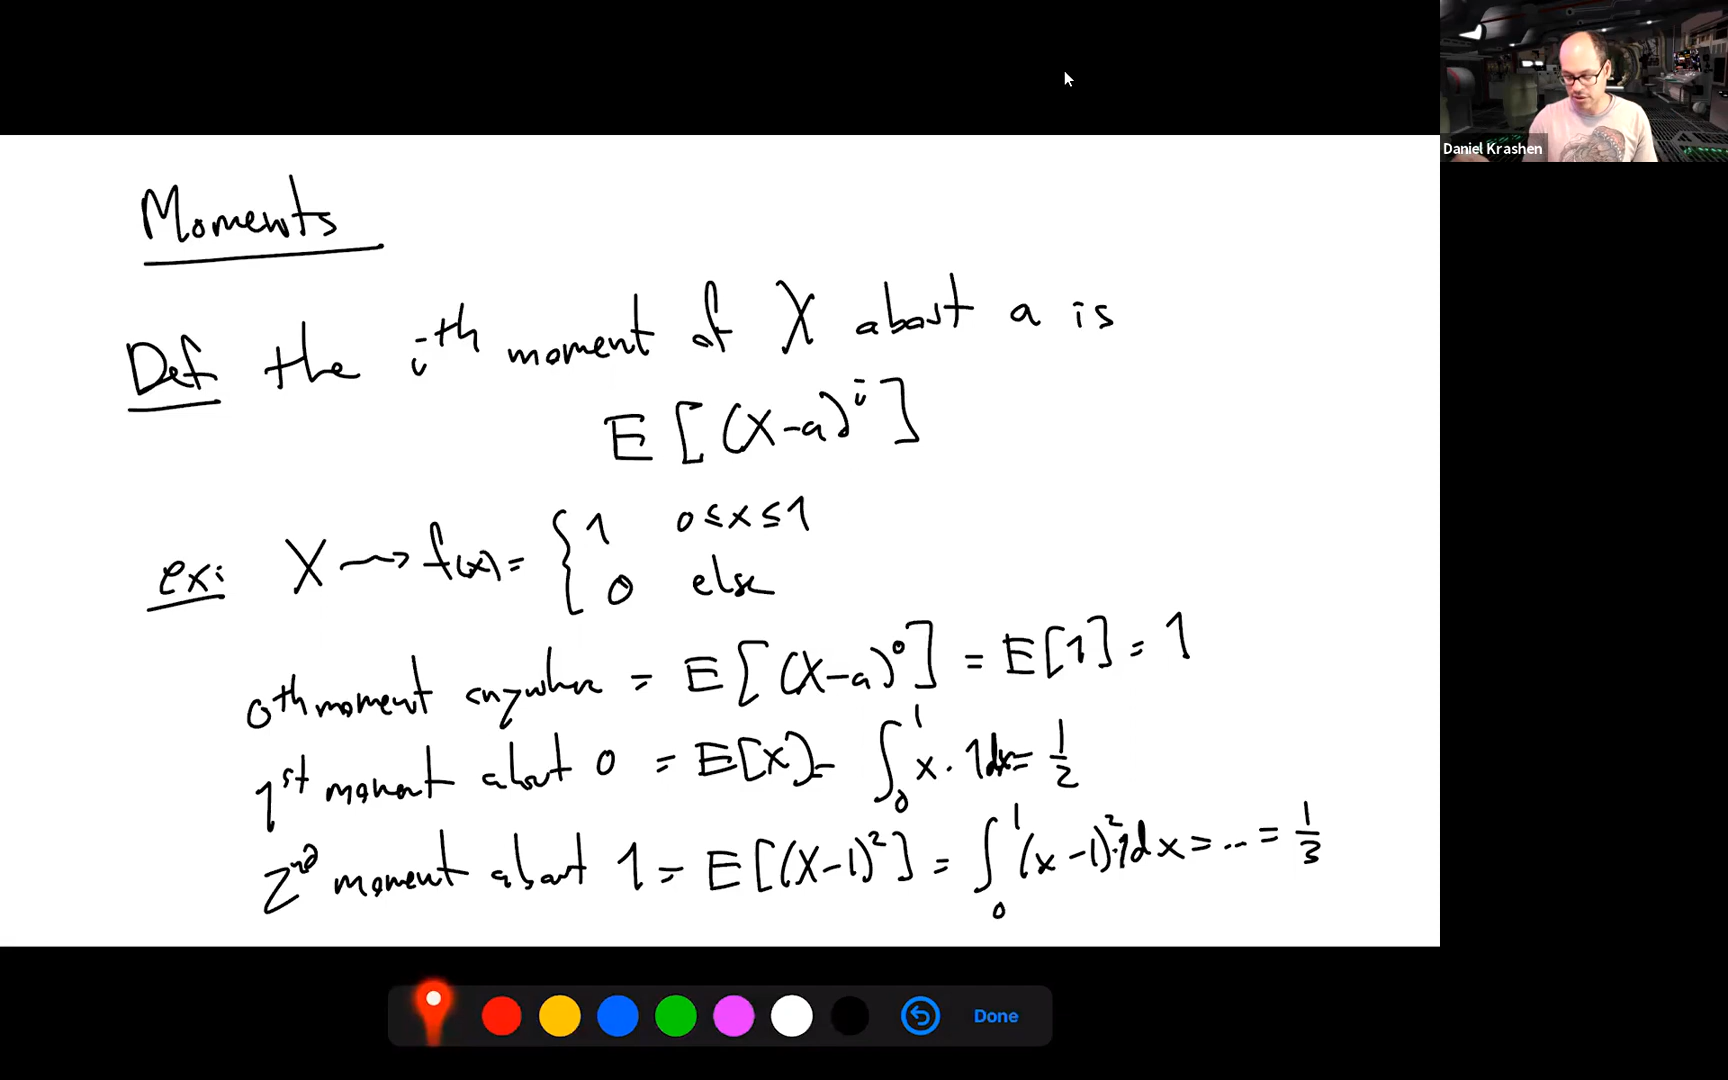 Daniel Krashen
Moments
Def the i^th moment of X about a is
E[(X-a)^i]
ex: X ⤳ f(x) = { 1 0≤x≤1
0 else
0th moment anywhere = E[(X-a)^0] = E[1] = 1
1st moment about 0 = E[X] = ∫_0^1 x · 1dx = 1/2
2nd moment about 1 = E[(X-1)^2] = ∫_0^1 (x-1)^2·1dx = ... = 1/3
Done